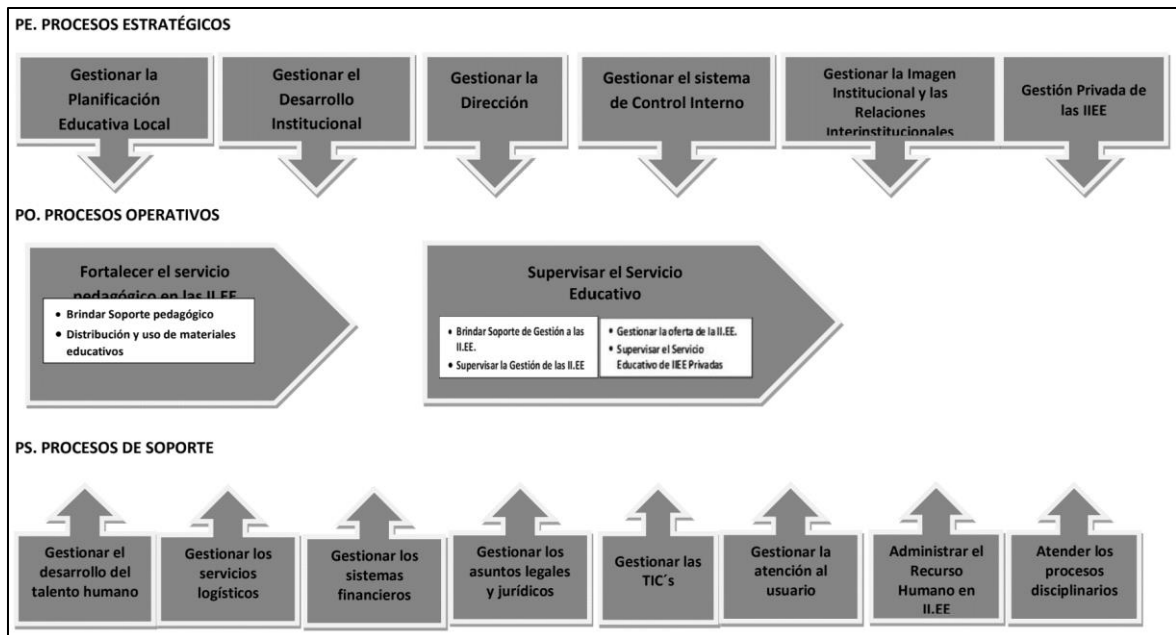 PE. PROCESOS ESTRATÉGICOS
Gestionar la
Planificación
Educativa Local
Gestionar el
Desarrollo
Institucional
Gestionar la
Dirección
Gestionar el sistema
de Control Interno
Gestionar la Imagen
Institucional y las
Relaciones
Interinstitucionales
Gestión Privada de
las IIEE
PO. PROCESOS OPERATIVOS
Fortalecer el servicio
pedagógico en las II.EE
• Brindar Soporte pedagógico
• Distribución y uso de materiales
educativos
Supervisar el Servicio
Educativo
• Brindar Soporte de Gestión a las
II.EE.
• Supervisar la Gestión de las II.EE
• Gestionar la oferta de la II.EE.
• Supervisar el Servicio
Educativo de IIEE Privadas
PS. PROCESOS DE SOPORTE
Gestionar el
desarrollo del
talento humano
Gestionar los
servicios
logísticos
Gestionar los
sistemas
financieros
Gestionar los
asuntos legales
y jurídicos
Gestionar las
TIC´s
Gestionar la
atención al
usuario
Administrar el
Recurso
Humano en
II.EE
Atender los
procesos
disciplinarios